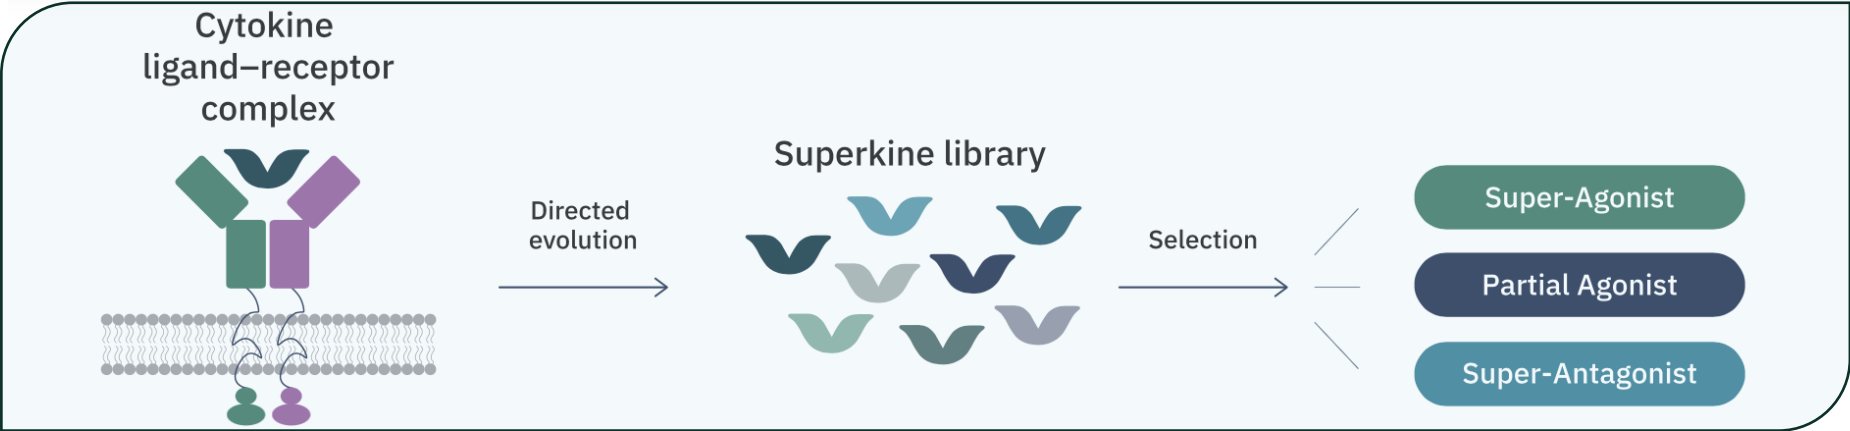 Cytokine
ligand–receptor
complex
Directed
evolution
Superkine library
Selection
Super-Agonist
Partial Agonist
Super-Antagonist